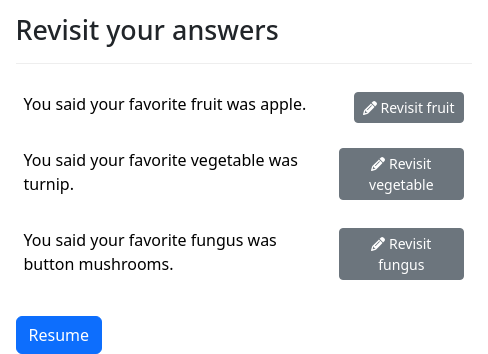 Revisit your answers
You said your favorite fruit was apple.
Revisit fruit
You said your favorite vegetable was
turnip.
Revisit
vegetable
You said your favorite fungus was
button mushrooms.
Revisit
fungus
Resume